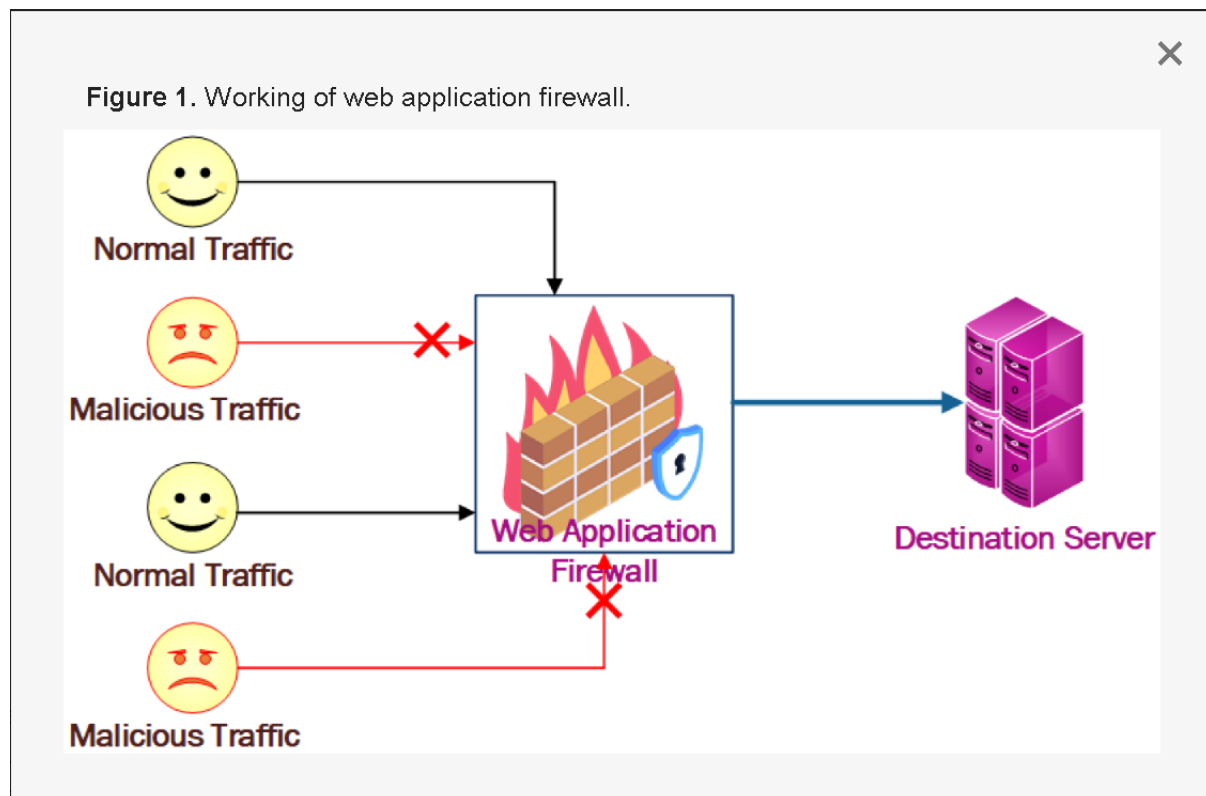 Figure 1. Working of web application firewall.
Normal Traffic
Malicious Traffic
Normal Traffic
Malicious Traffic
Web Application
Firewall
Destination Server